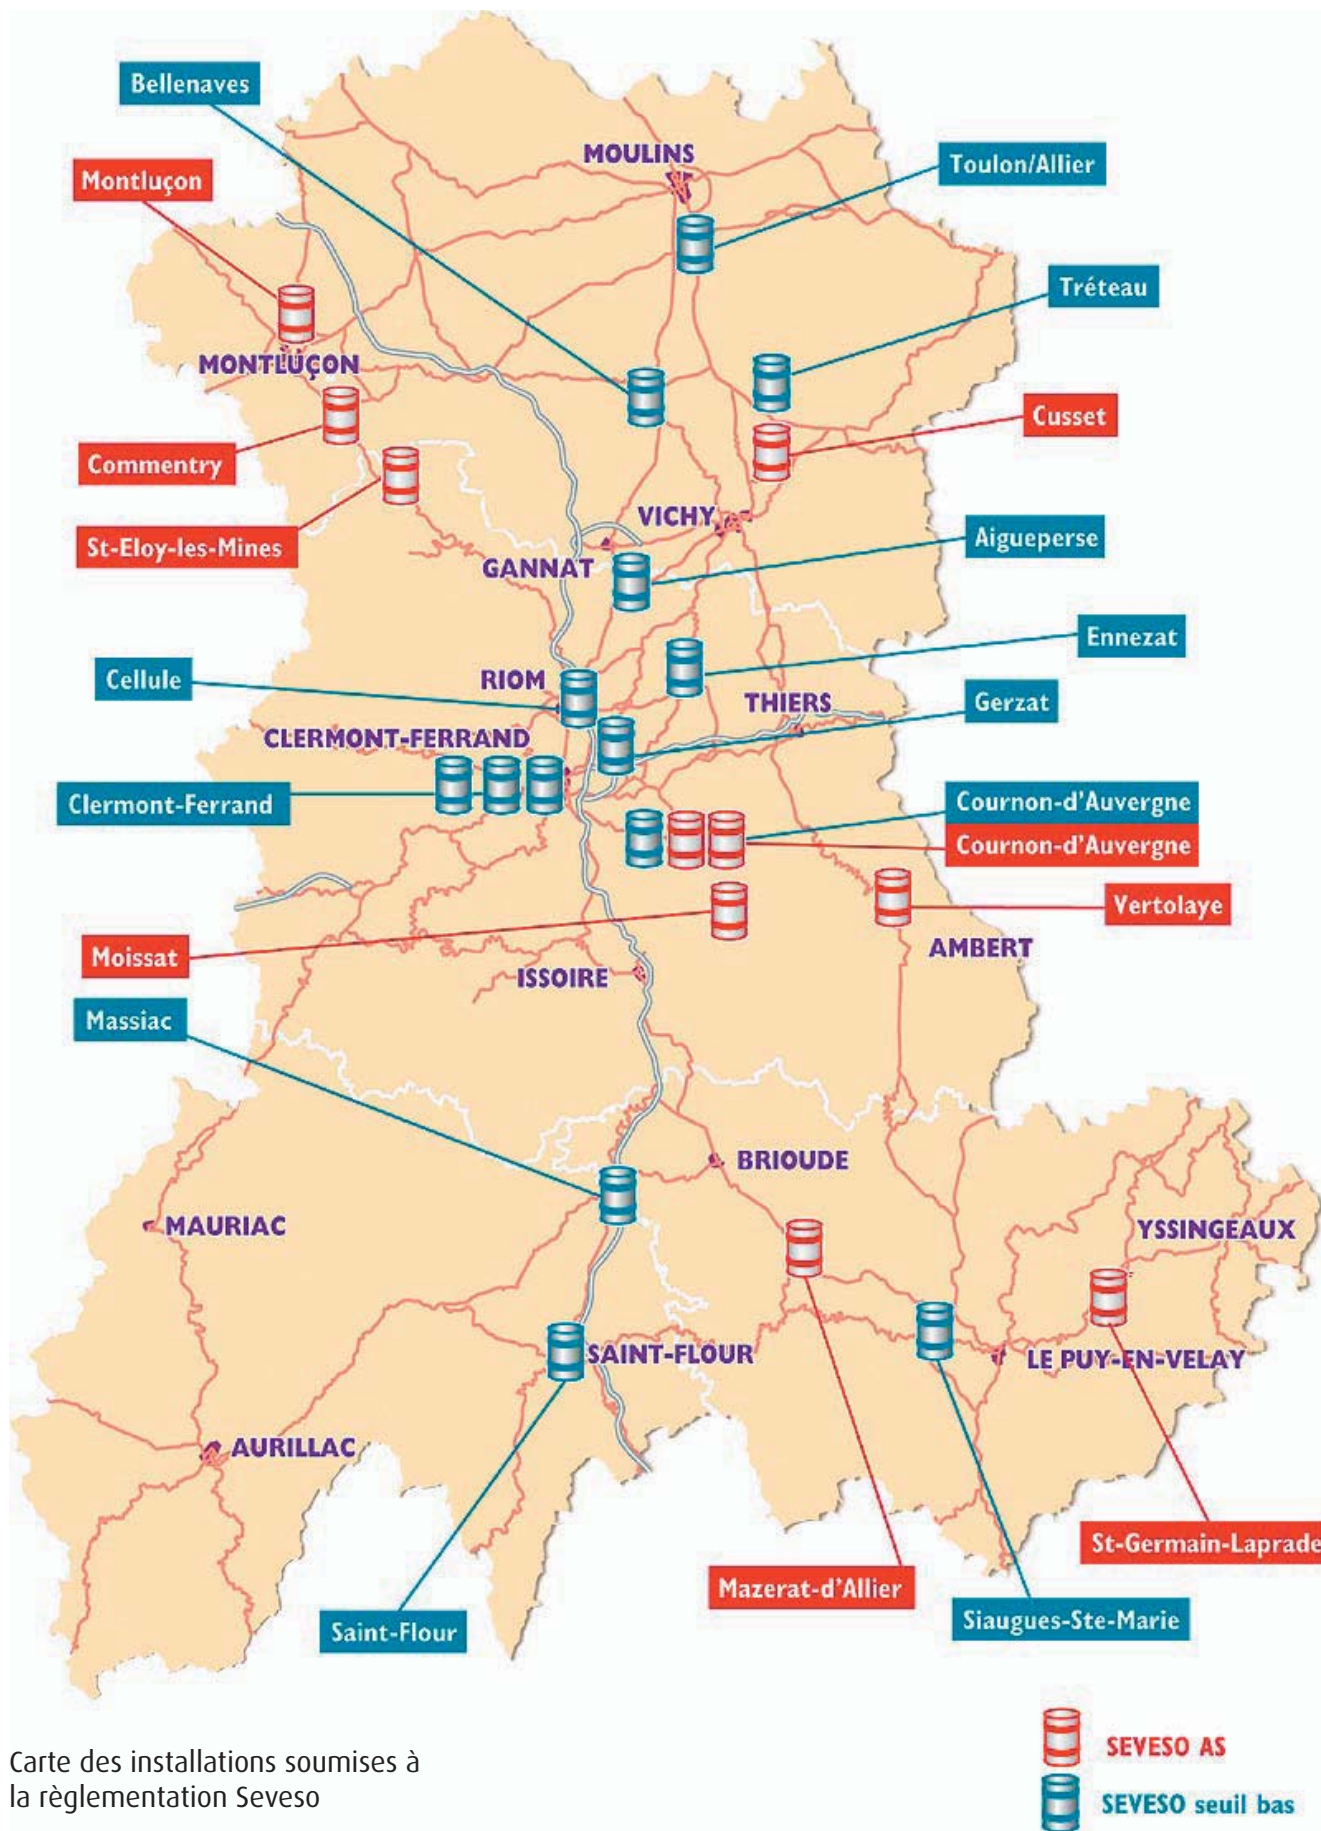 Bellenaves
MOULINS
Toulon/Allier
Montluçon
Tréteau
MONTLUÇON
Cusset
Commentry
VICHY
Aigueperse
St-Eloy-les-Mines
GANNAT
Ennezat
Cellule
RIOM
THIERS
Gerzat
CLERMONT-FERRAND
Clermont-Ferrand
Cournon-d'Auvergne
Cournon-d'Auvergne
Vertolaye
Moissat
AMBERT
ISSOIRE
Massiac
BRIOUDE
MAURIAC
YSSINGEAUX
SAINT-FLOUR
LE PUY-EN-VELAY
AURILLAC
St-Germain-Laprade
Mazerat-d'Allier
Siaugues-Ste-Marie
Saint-Flour
Carte des installations soumises à
la règlementation Seveso
SEVESO AS
SEVESO seuil bas